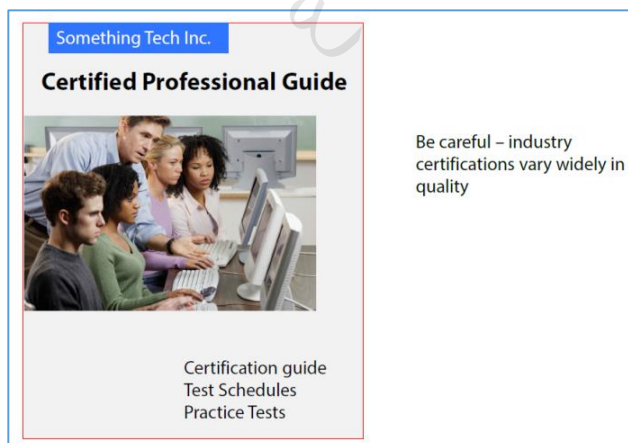 Something Tech Inc.
Certified Professional Guide
Be careful – industry
certifications vary widely in
quality
Certification guide
Test Schedules
Practice Tests